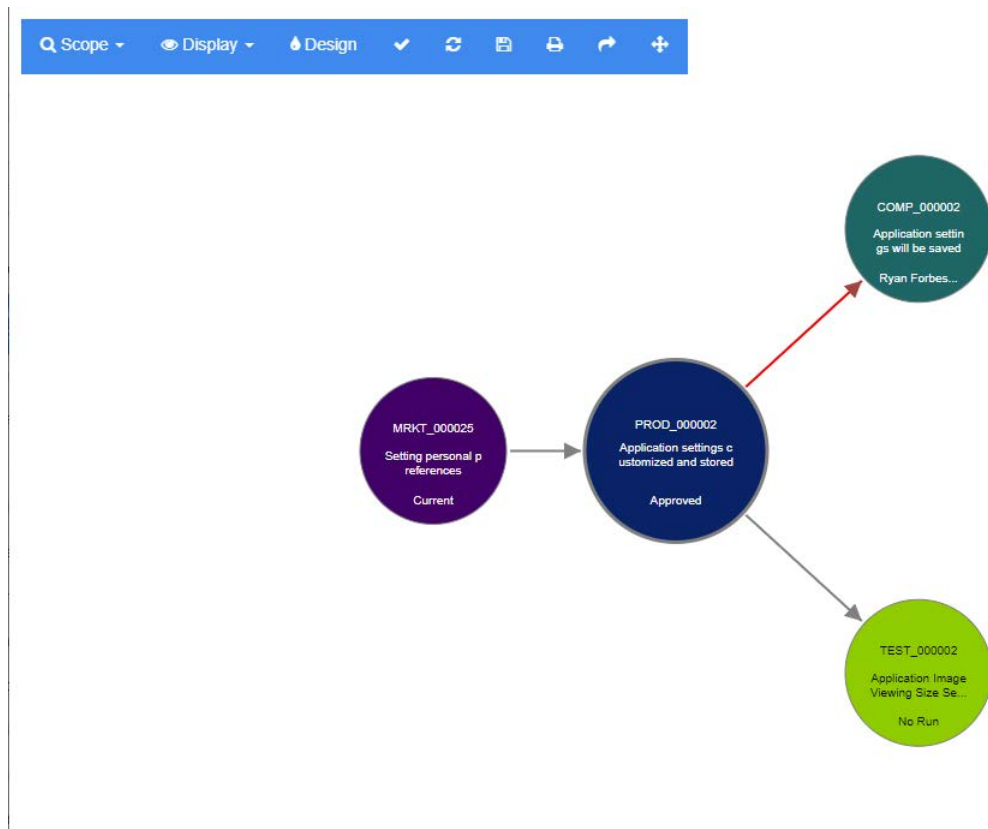 Scope Display Design
COMP_000002
Application settin
gs will be saved
Ryan Forbes...
MRKT_000025
Setting personal p
references
Current
PROD_000002
Application settings c
ustomized and stored
Approved
TEST_000002
Application Image
Viewing Size Se...
No Run